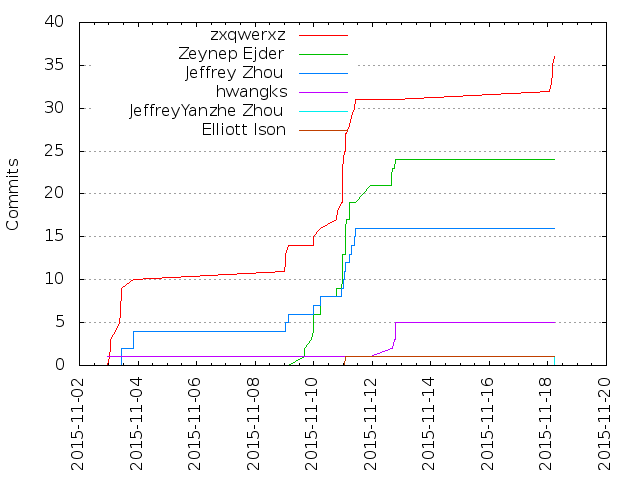 zxqwerxz
Zeynep Ejder
Jeffrey Zhou
hwangks
JeffreyYanzhe Zhou
Elliott Ison
Commits
40
35
30
25
20
15
10
5
0
2015-11-02
2015-11-04
2015-11-06
2015-11-08
2015-11-10
2015-11-12
2015-11-14
2015-11-16
2015-11-18
2015-11-20